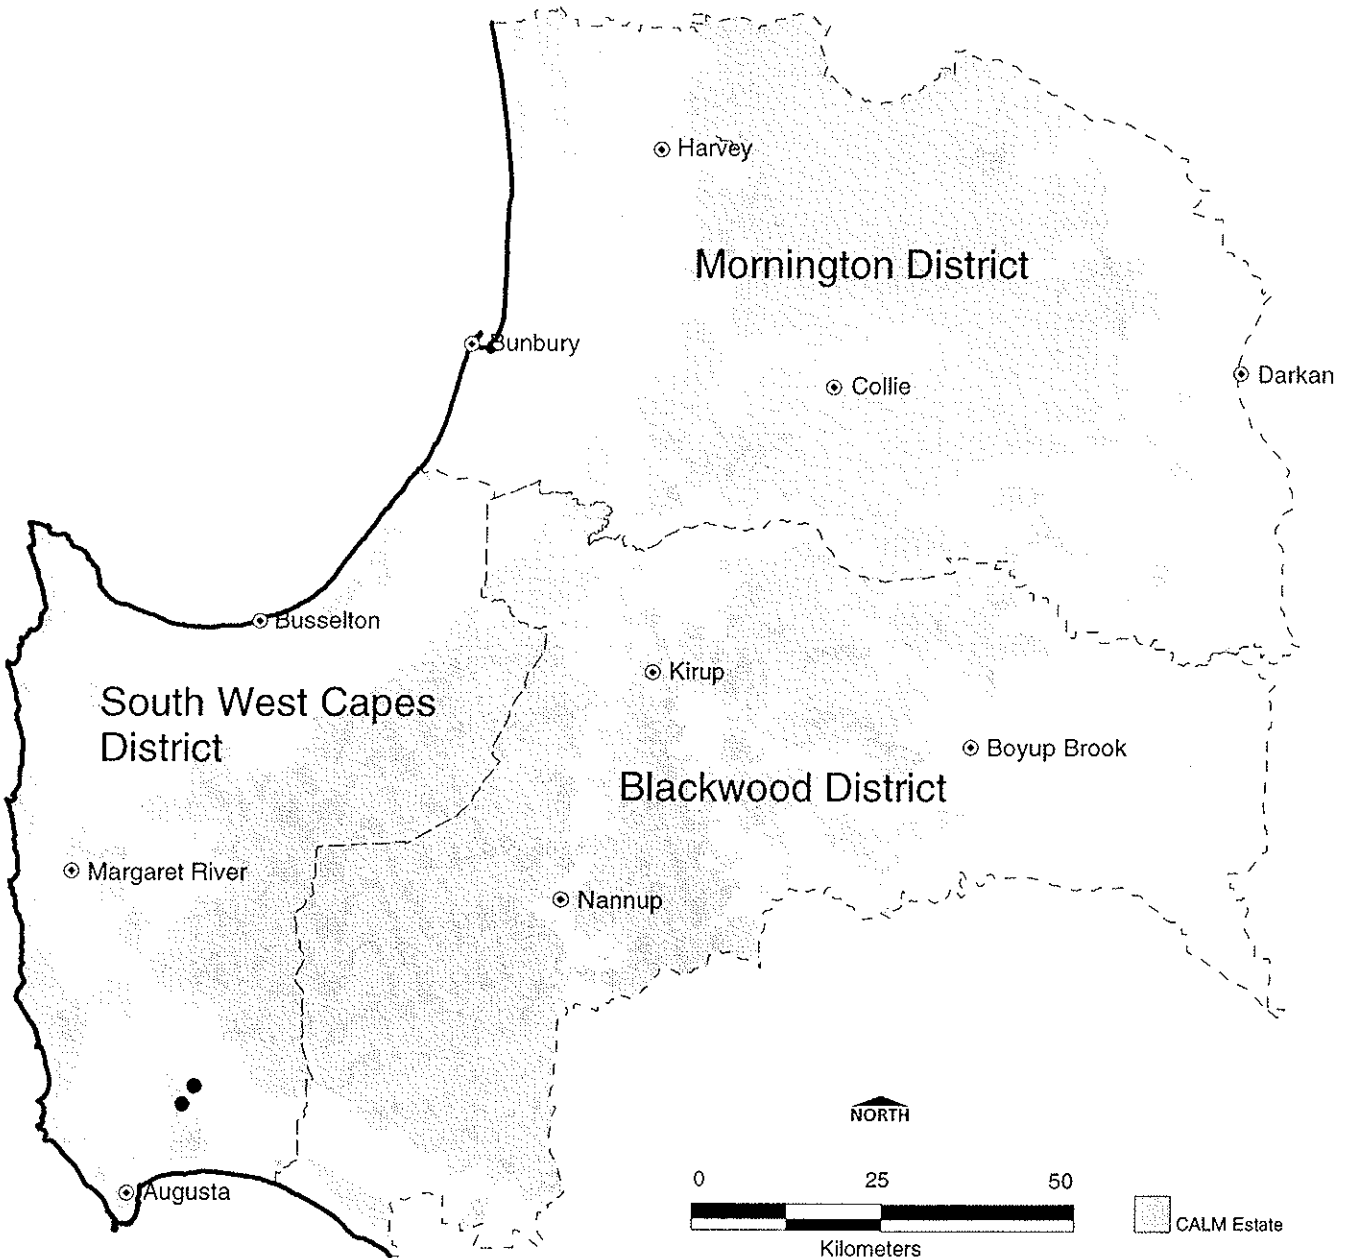 Harvey
Mornington District
Bunbury
Collie
Darkan
Busselton
Kirup
South West Capes
District
Boyup Brook
Blackwood District
Margaret River
Nannup
NORTH
0 25 50
Augusta
CALM Estate
Kilometers